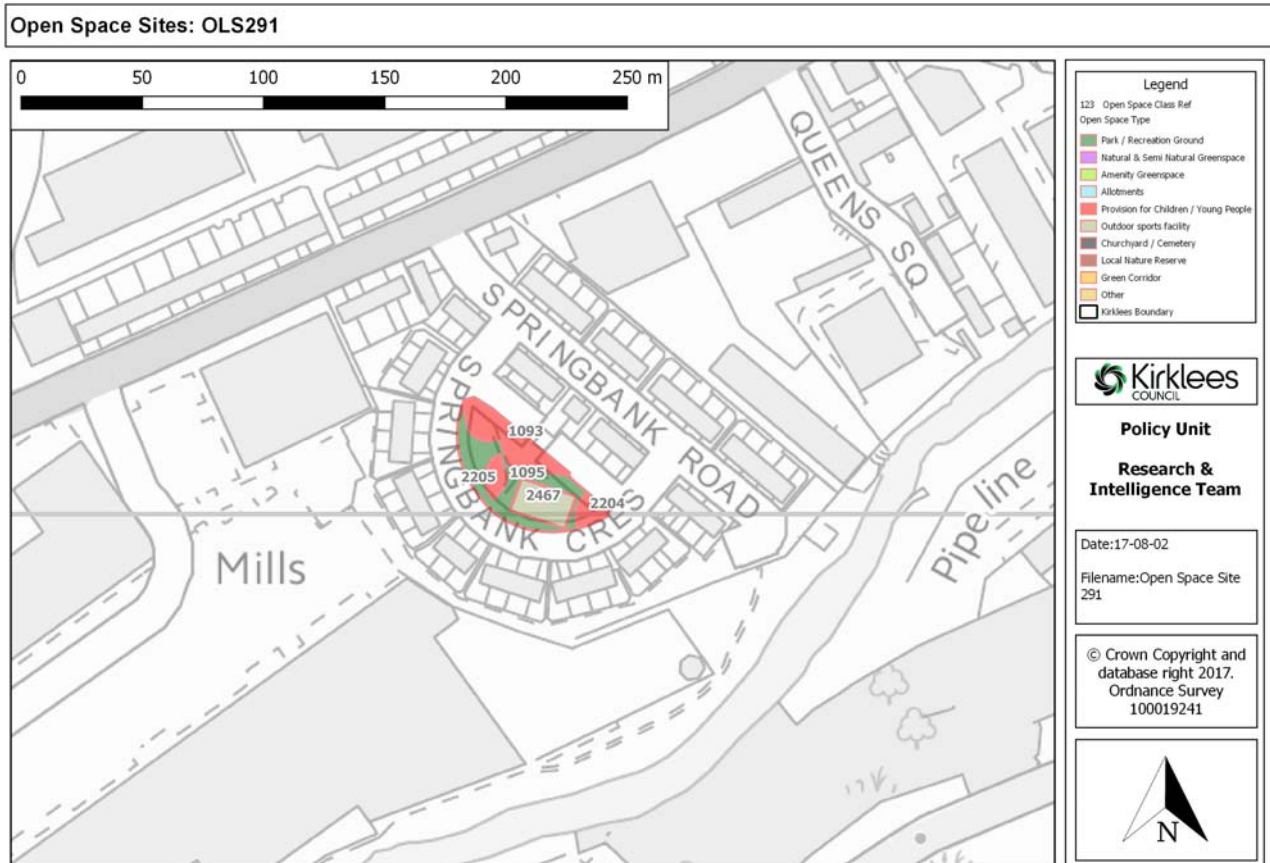 Open Space Sites: OLS291
0 50 100 150 200 250 m
QUEENS SQ
SPRINGBANK ROAD
SPRINGBANK CRES
1093
1095
2205
2467
2204
Mills
Pipe line
Legend
123 Open Space Class Ref
Open Space Type
Park / Recreation Ground
Natural & Semi Natural Greenspace
Amenity Greenspace
Allotments
Provision for Children / Young People
Outdoor sports facility
Churchyard / Cemetery
Local Nature Reserve
Green Corridor
Other
Kirklees Boundary
Kirklees
COUNCIL
Policy Unit
Research &
Intelligence Team
Date:17-08-02
Filename:Open Space Site
291
© Crown Copyright and
database right 2017.
Ordnance Survey
100019241
N